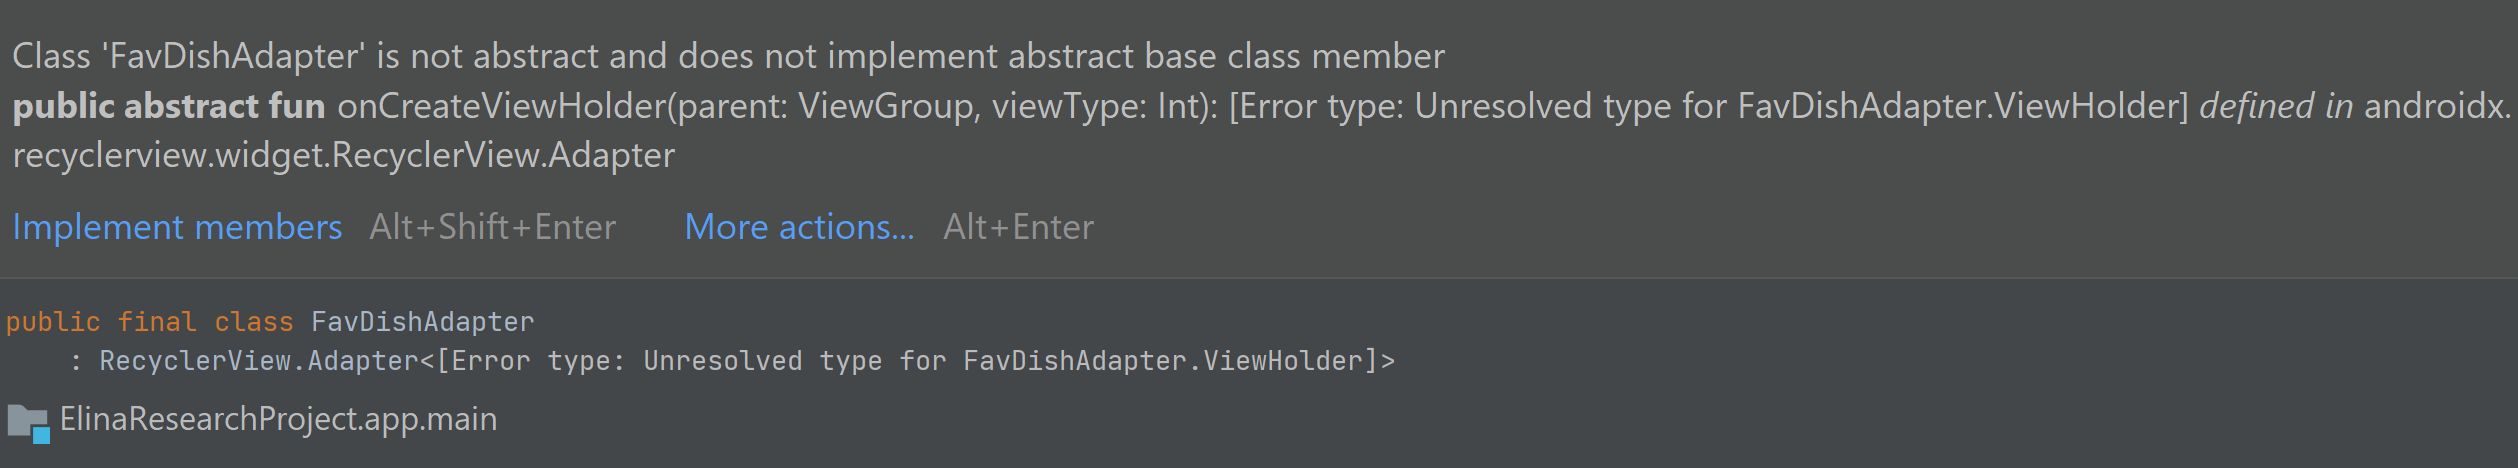 Class 'FavDishAdapter' is not abstract and does not implement abstract base class member
public abstract fun onCreateViewHolder(parent: ViewGroup, viewType: Int): [Error type: Unresolved type for FavDishAdapter.ViewHolder] defined in androidx.
recyclerview.widget.RecyclerView.Adapter
Implement members Alt+Shift+Enter More actions... Alt+Enter
public final class FavDishAdapter
: RecyclerView.Adapter<[Error type: Unresolved type for FavDishAdapter.ViewHolder]>
ElinaResearchProject.app.main